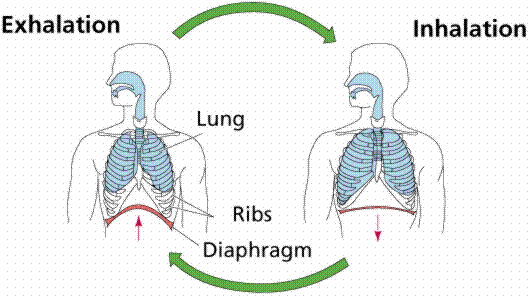 Exhalation
Inhalation
Lung
Ribs
Diaphragm